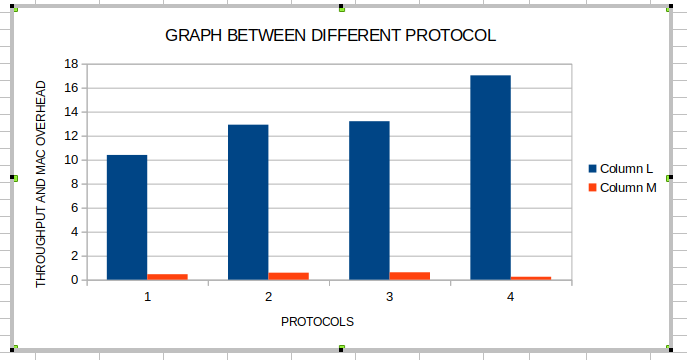 GRAPH BETWEEN DIFFERENT PROTOCOL
THROUGHPUT AND MAC OVERHEAD
18
16
14
12
10
8
6
4
2
0
1 2 3 4
PROTOCOLS
Column L
Column M